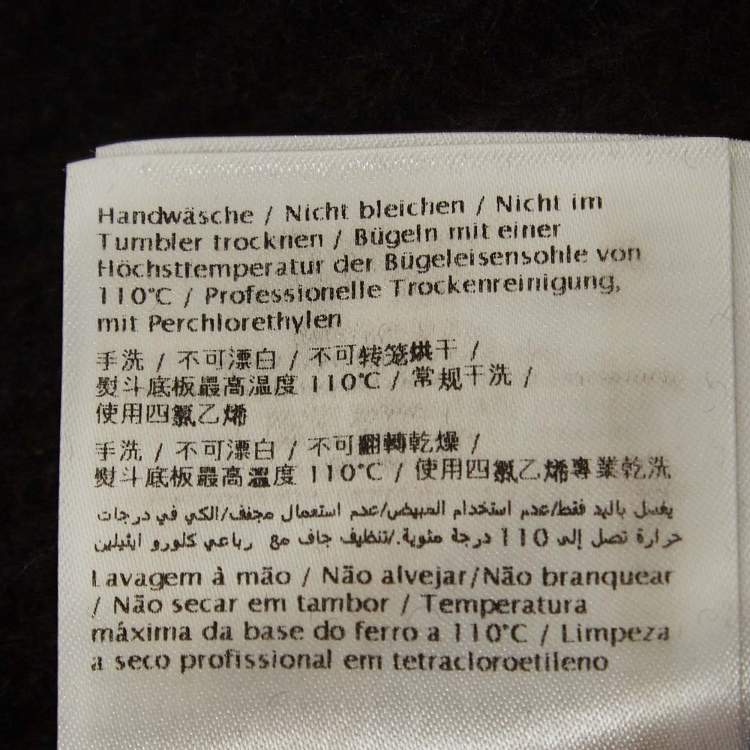 Handwäsche / Nicht bleichen / Nicht im
Tumbler trocknen / Bügeln mit einer
Höchsttemperatur der Bügeleisensohle von
110°C / Professionelle Trockenreinigung,
mit Perchlorethylen
手洗 / 不可漂白 / 不可转笼烘干 /
熨斗底板最高温度 110℃ / 常规干洗 /
使用四氯乙烯
手洗 / 不可漂白 / 不可翻轉乾燥 /
熨斗底板最高溫度 110℃ / 使用四氯乙烯專業乾洗
يغسل باليد فقط/عدم استخدام المبيض/عدم استعمال مجفف/الكي في درجات
حرارة تصل إلى 110 درجة مئوية./تنظيف جاف مع رباعي كلورو ايثيلين
Lavagem à mão / Não alvejar/Não branquear
/ Não secar em tambor / Temperatura
máxima da base do ferro a 110°C / Limpeza
a seco profissional em tetracloroetileno